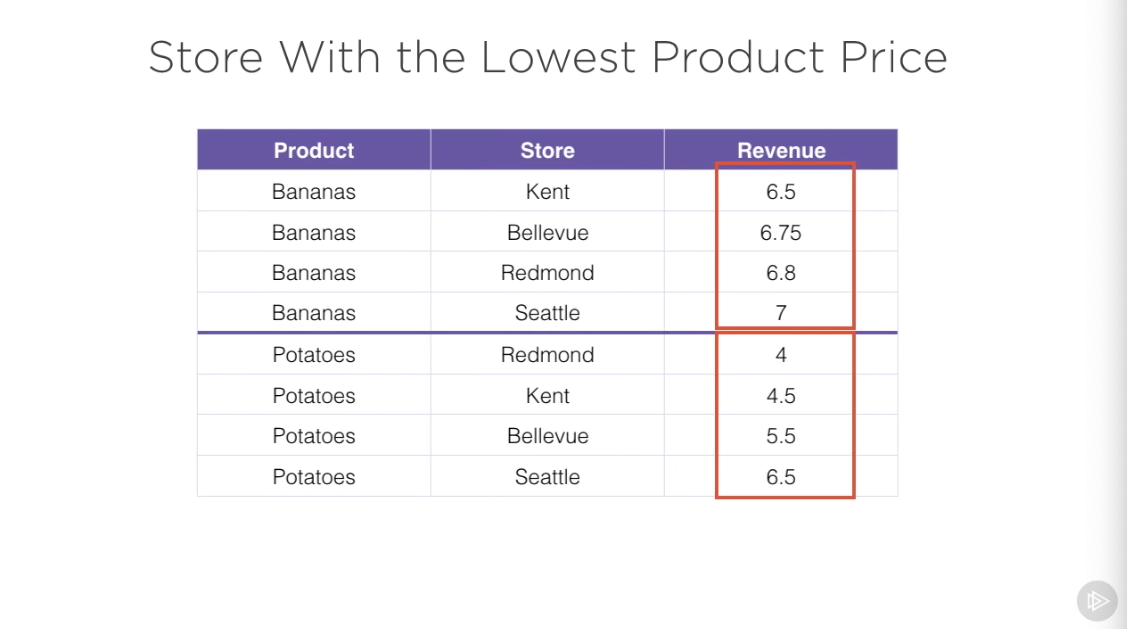 Store With the Lowest Product Price
Product Store Revenue
Bananas Kent 6.5
Bananas Bellevue 6.75
Bananas Redmond 6.8
Bananas Seattle 7
Potatoes Redmond 4
Potatoes Kent 4.5
Potatoes Bellevue 5.5
Potatoes Seattle 6.5